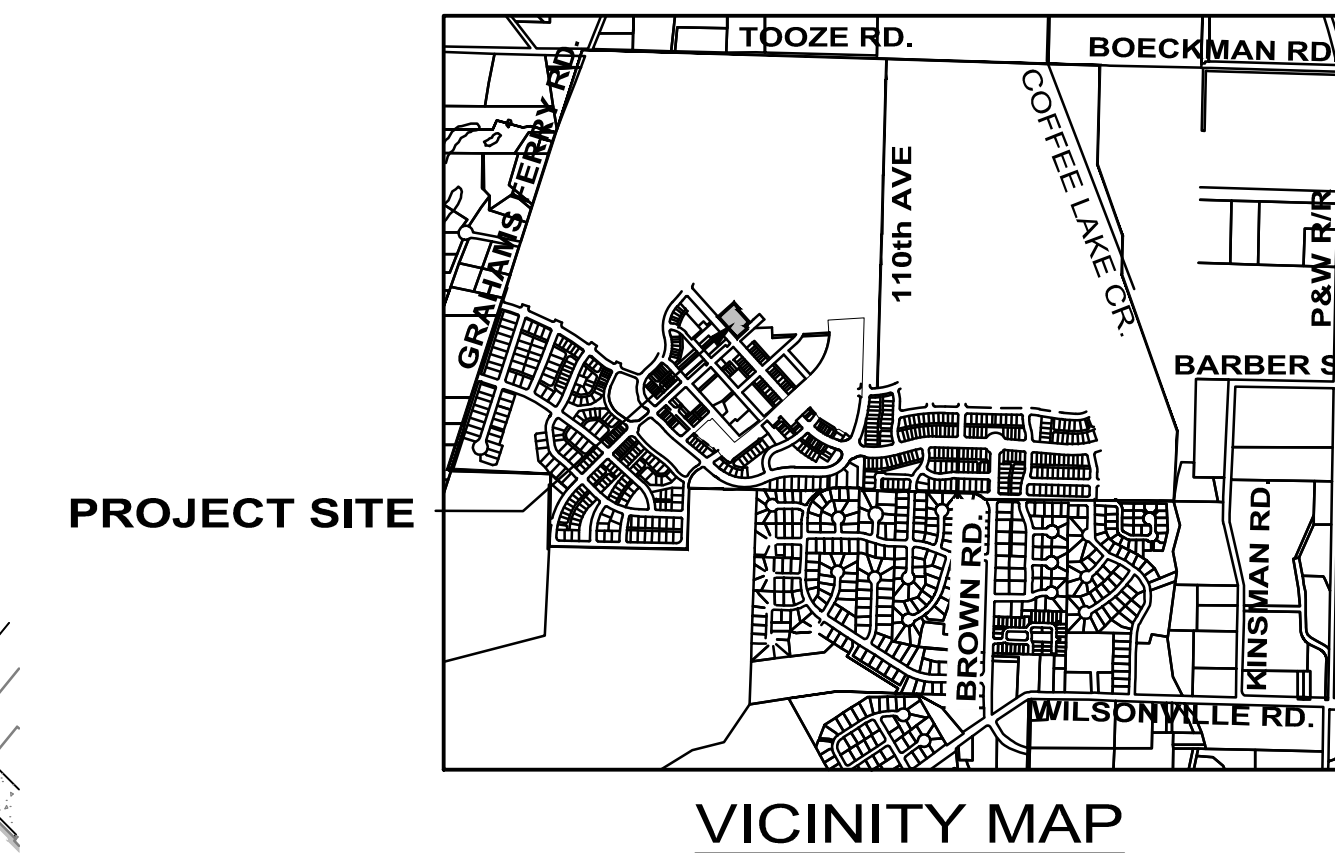 TOOZE RD.
BOECKMAN RD
GRAHAMS FERRY RD.
COFFEE LAKE CR.
110th AVE
P&W R/R
BARBER S
PROJECT SITE
BROWN RD.
KINSMAN RD.
WILSONVILLE RD.
VICINITY MAP